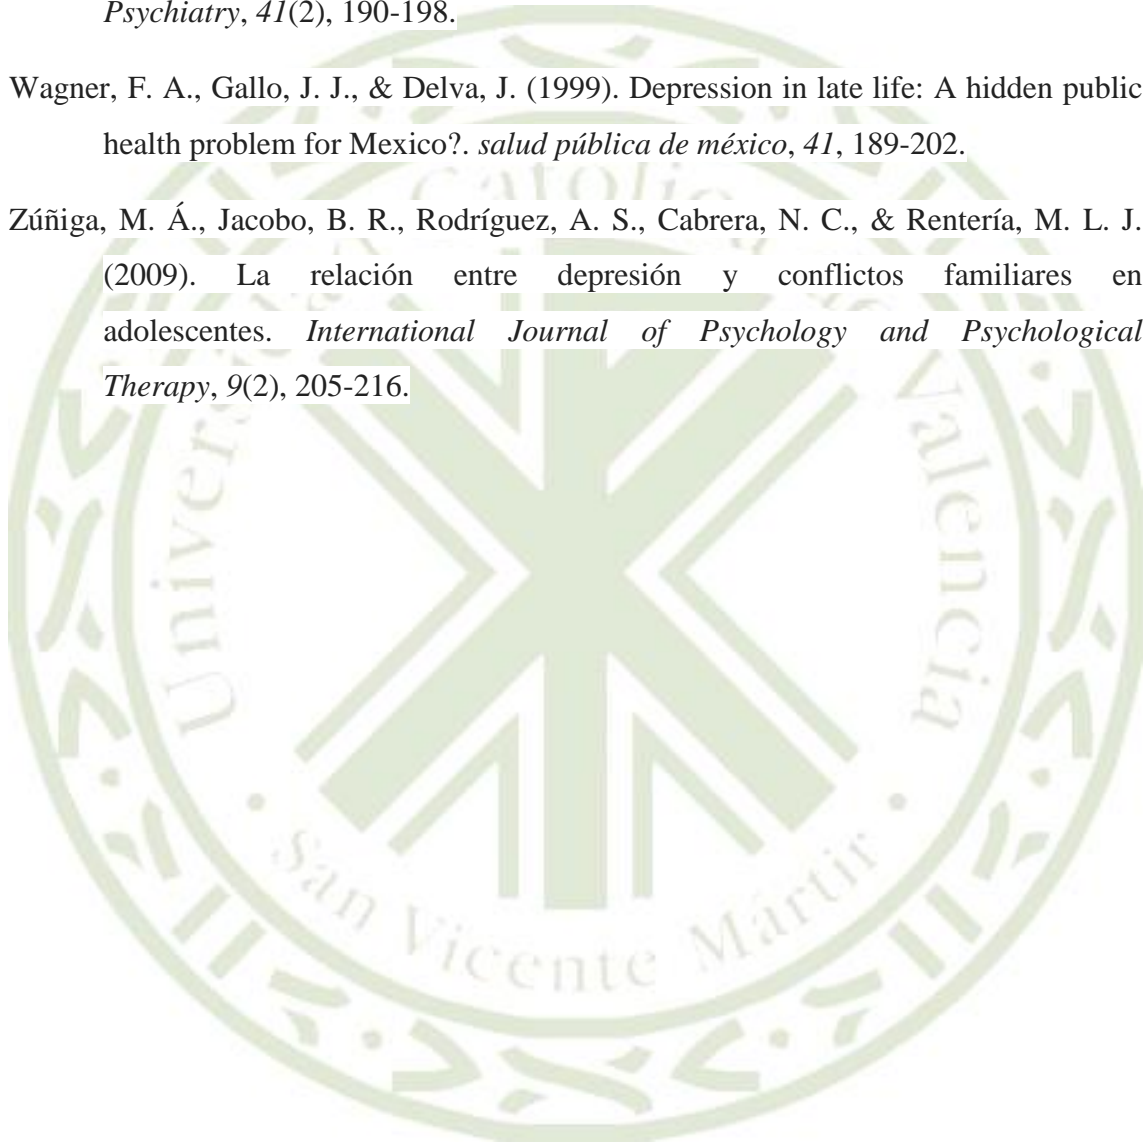 Psychiatry, 41(2), 190-198.
Wagner, F. A., Gallo, J. J., & Delva, J. (1999). Depression in late life: A hidden public
health problem for Mexico?. salud pública de méxico, 41, 189-202.
Zúñiga, M. Á., Jacobo, B. R., Rodríguez, A. S., Cabrera, N. C., & Rentería, M. L. J.
(2009). La relación entre depresión y conflictos familiares en
adolescentes. International Journal of Psychology and Psychological
Therapy, 9(2), 205-216.
Universidad Católica de Valencia
San Vicente Mártir